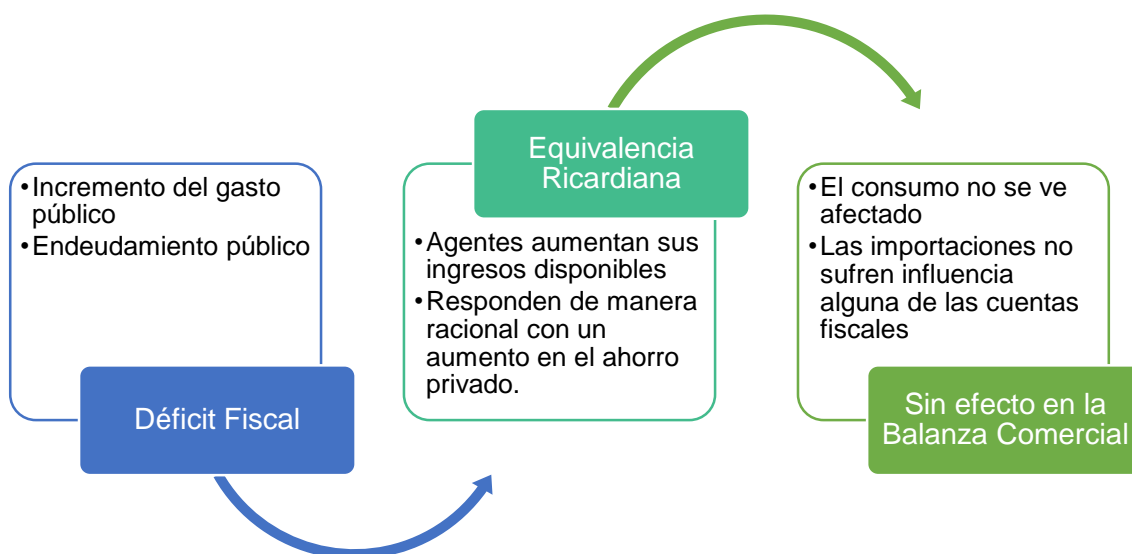 •Incremento del gasto
público
•Endeudamiento público
Déficit Fiscal
Equivalencia
Ricardiana
•Agentes aumentan sus
ingresos disponibles
•Responden de manera
racional con un
aumento en el ahorro
privado.
•El consumo no se ve
afectado
•Las importaciones no
sufren influencia
alguna de las cuentas
fiscales
Sin efecto en la
Balanza Comercial